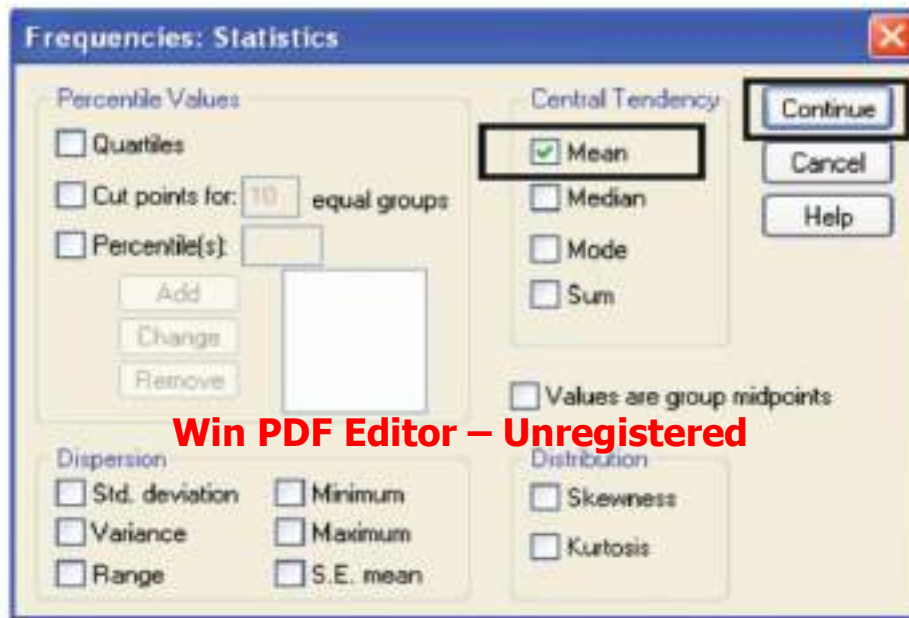 Frequencies: Statistics
Percentile Values
Quartiles
Cut points for: 10 equal groups
Percentile(s):
Add
Change
Remove
Central Tendency
Mean
Median
Mode
Sum
Continue
Cancel
Help
Values are group midpoints
Win PDF Editor – Unregistered
Dispersion
Std. deviation Minimum
Variance Maximum
Range S.E. mean
Distribution
Skewness
Kurtosis